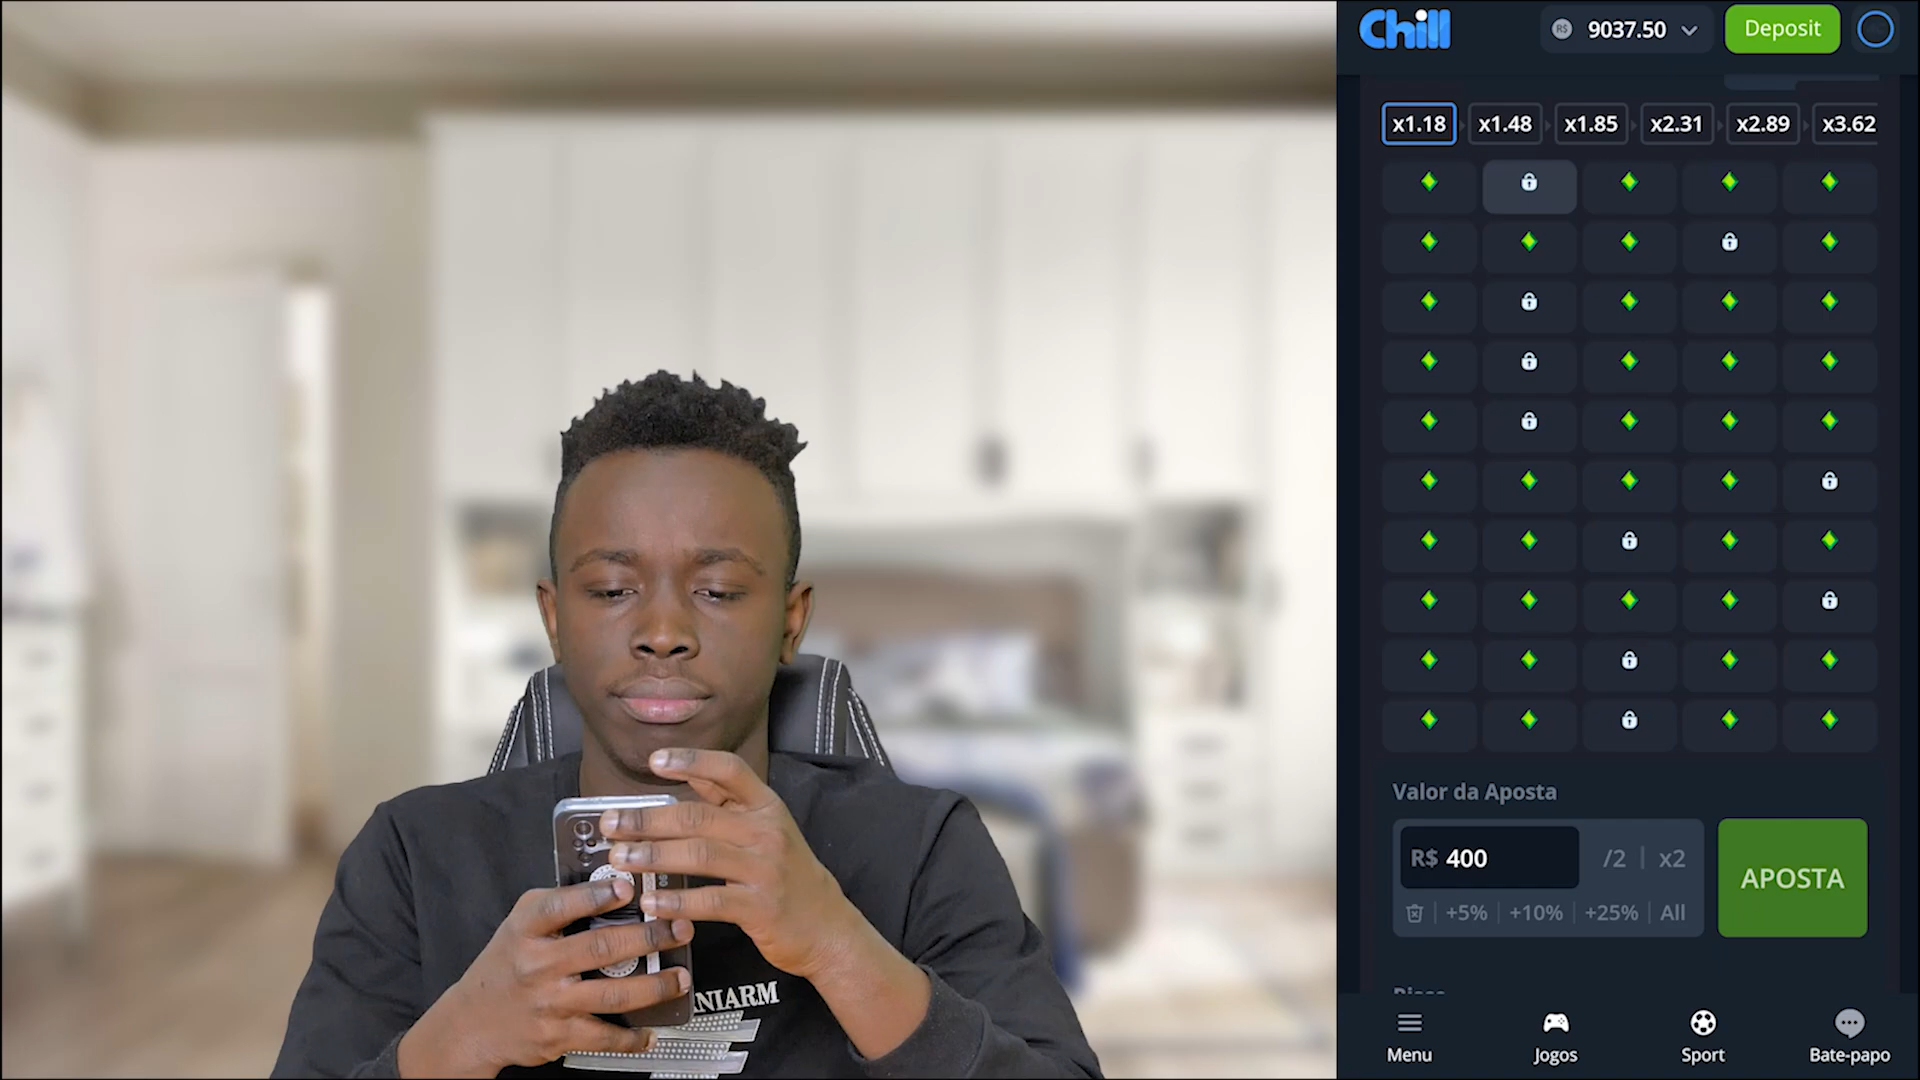 Chill
R$ 9037.50
Deposit
x1.18 x1.48 x1.85 x2.31 x2.89 x3.62
Valor da Aposta
R$ 400 /2 | x2
+5% | +10% | +25% | All
APOSTA
Menu Jogos Sport Bate-papo
NIARM